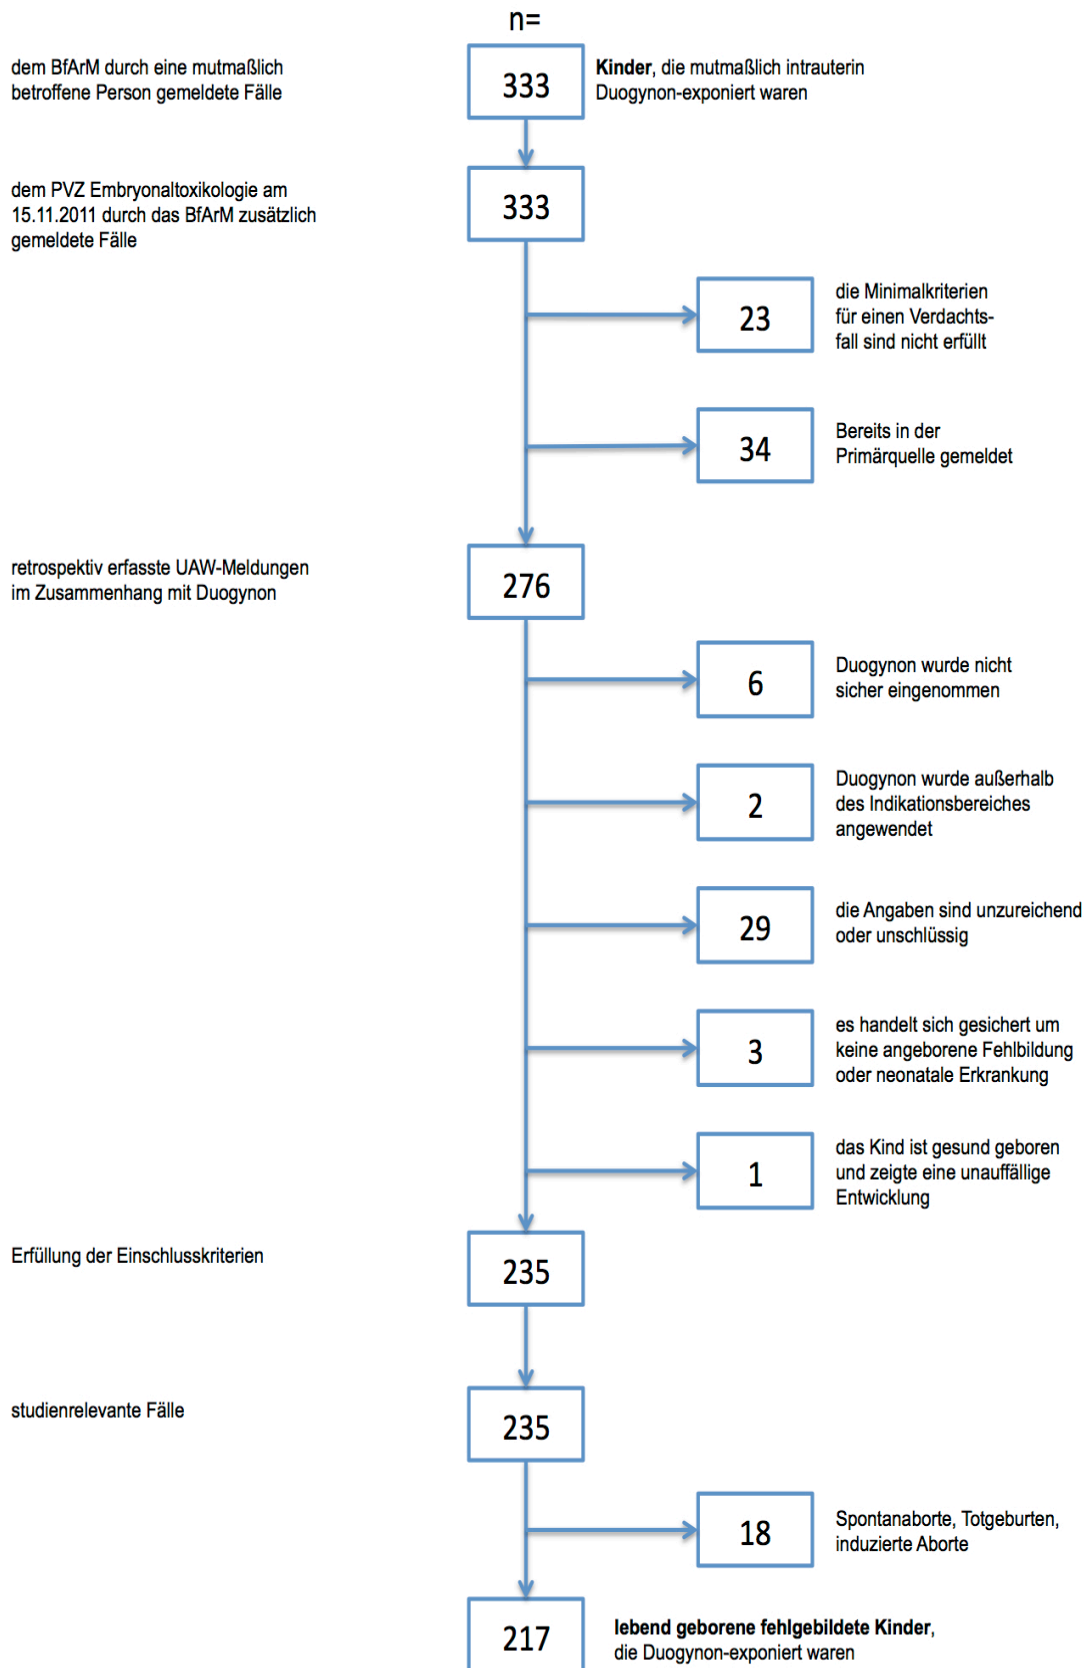 n=
dem BfArM durch eine mutmaßlich
betroffene Person gemeldete Fälle
333
Kinder, die mutmaßlich intrauterin
Duogynon-exponiert waren
dem PVZ Embryonaltoxikologie am
15.11.2011 durch das BfArM zusätzlich
gemeldete Fälle
333
23
die Minimalkriterien
für einen Verdachts-
fall sind nicht erfüllt
34
Bereits in der
Primärquelle gemeldet
retrospektiv erfasste UAW-Meldungen
im Zusammenhang mit Duogynon
276
6
Duogynon wurde nicht
sicher eingenommen
2
Duogynon wurde außerhalb
des Indikationsbereiches
angewendet
29
die Angaben sind unzureichend
oder unschlüssig
3
es handelt sich gesichert um
keine angeborene Fehlbildung
oder neonatale Erkrankung
1
das Kind ist gesund geboren
und zeigte eine unauffällige
Entwicklung
Erfüllung der Einschlusskriterien
235
studienrelevante Fälle
235
18
Spontanaborte, Totgeburten,
induzierte Aborte
217
lebend geborene fehlgebildete Kinder,
die Duogynon-exponiert waren